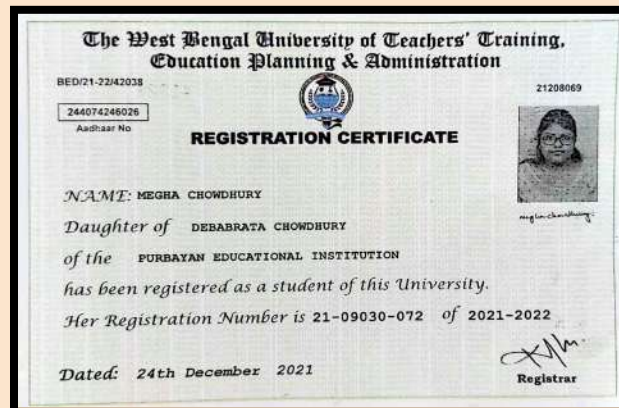 The West Bengal University of Teachers' Training,
Education Planning & Administration
BED/21-22/42038
21208069
244074246026
Aadhaar No
REGISTRATION CERTIFICATE
NAME: MEGHA CHOWDHURY
megha chowdhury.
Daughter of DEBABRATA CHOWDHURY
of the PURBAYAN EDUCATIONAL INSTITUTION
has been registered as a student of this University.
Her Registration Number is 21-09030-072 of 2021-2022
Dated: 24th December 2021
Registrar